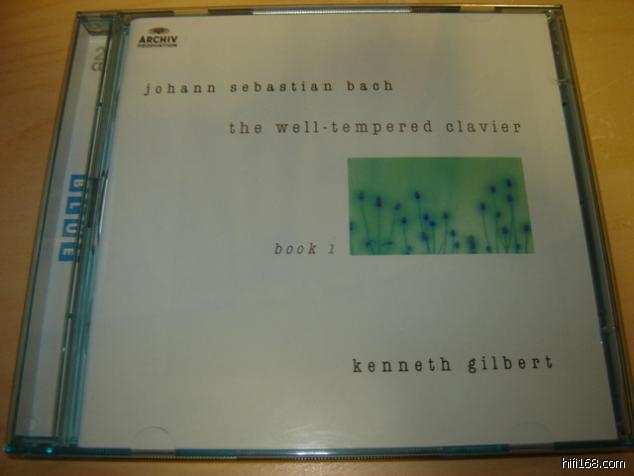 ARCHIV
PRODUKTION
johann sebastian bach
the well-tempered clavier
book 1
kenneth gilbert
BLUE
hifi168.com